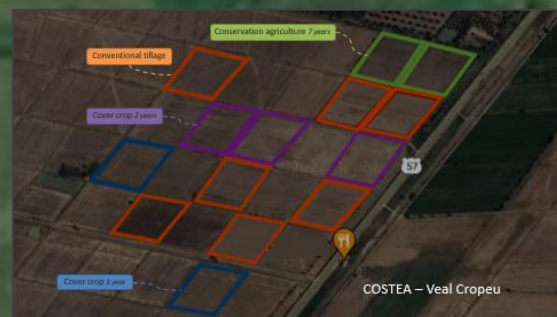 Conservation agriculture 7 years
Conventional tillage
Cover crop 2 years
57
Cover crop 1 year
COSTEA – Veal Cropeu